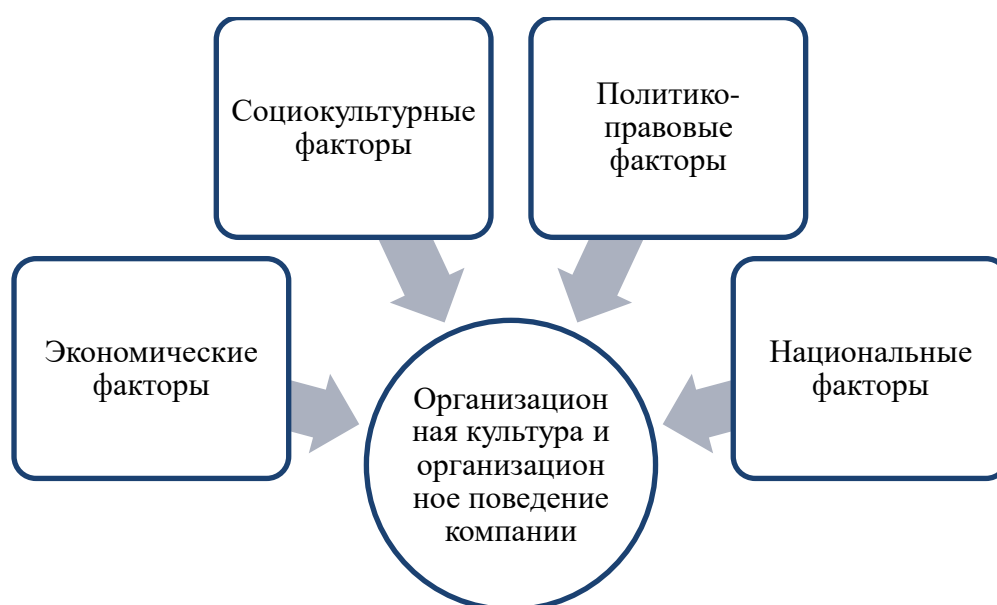 Социокультурные
факторы
Политико-
правовые
факторы
Экономические
факторы
Национальные
факторы
Организацион
ная культура и
организацион
ное поведение
компании